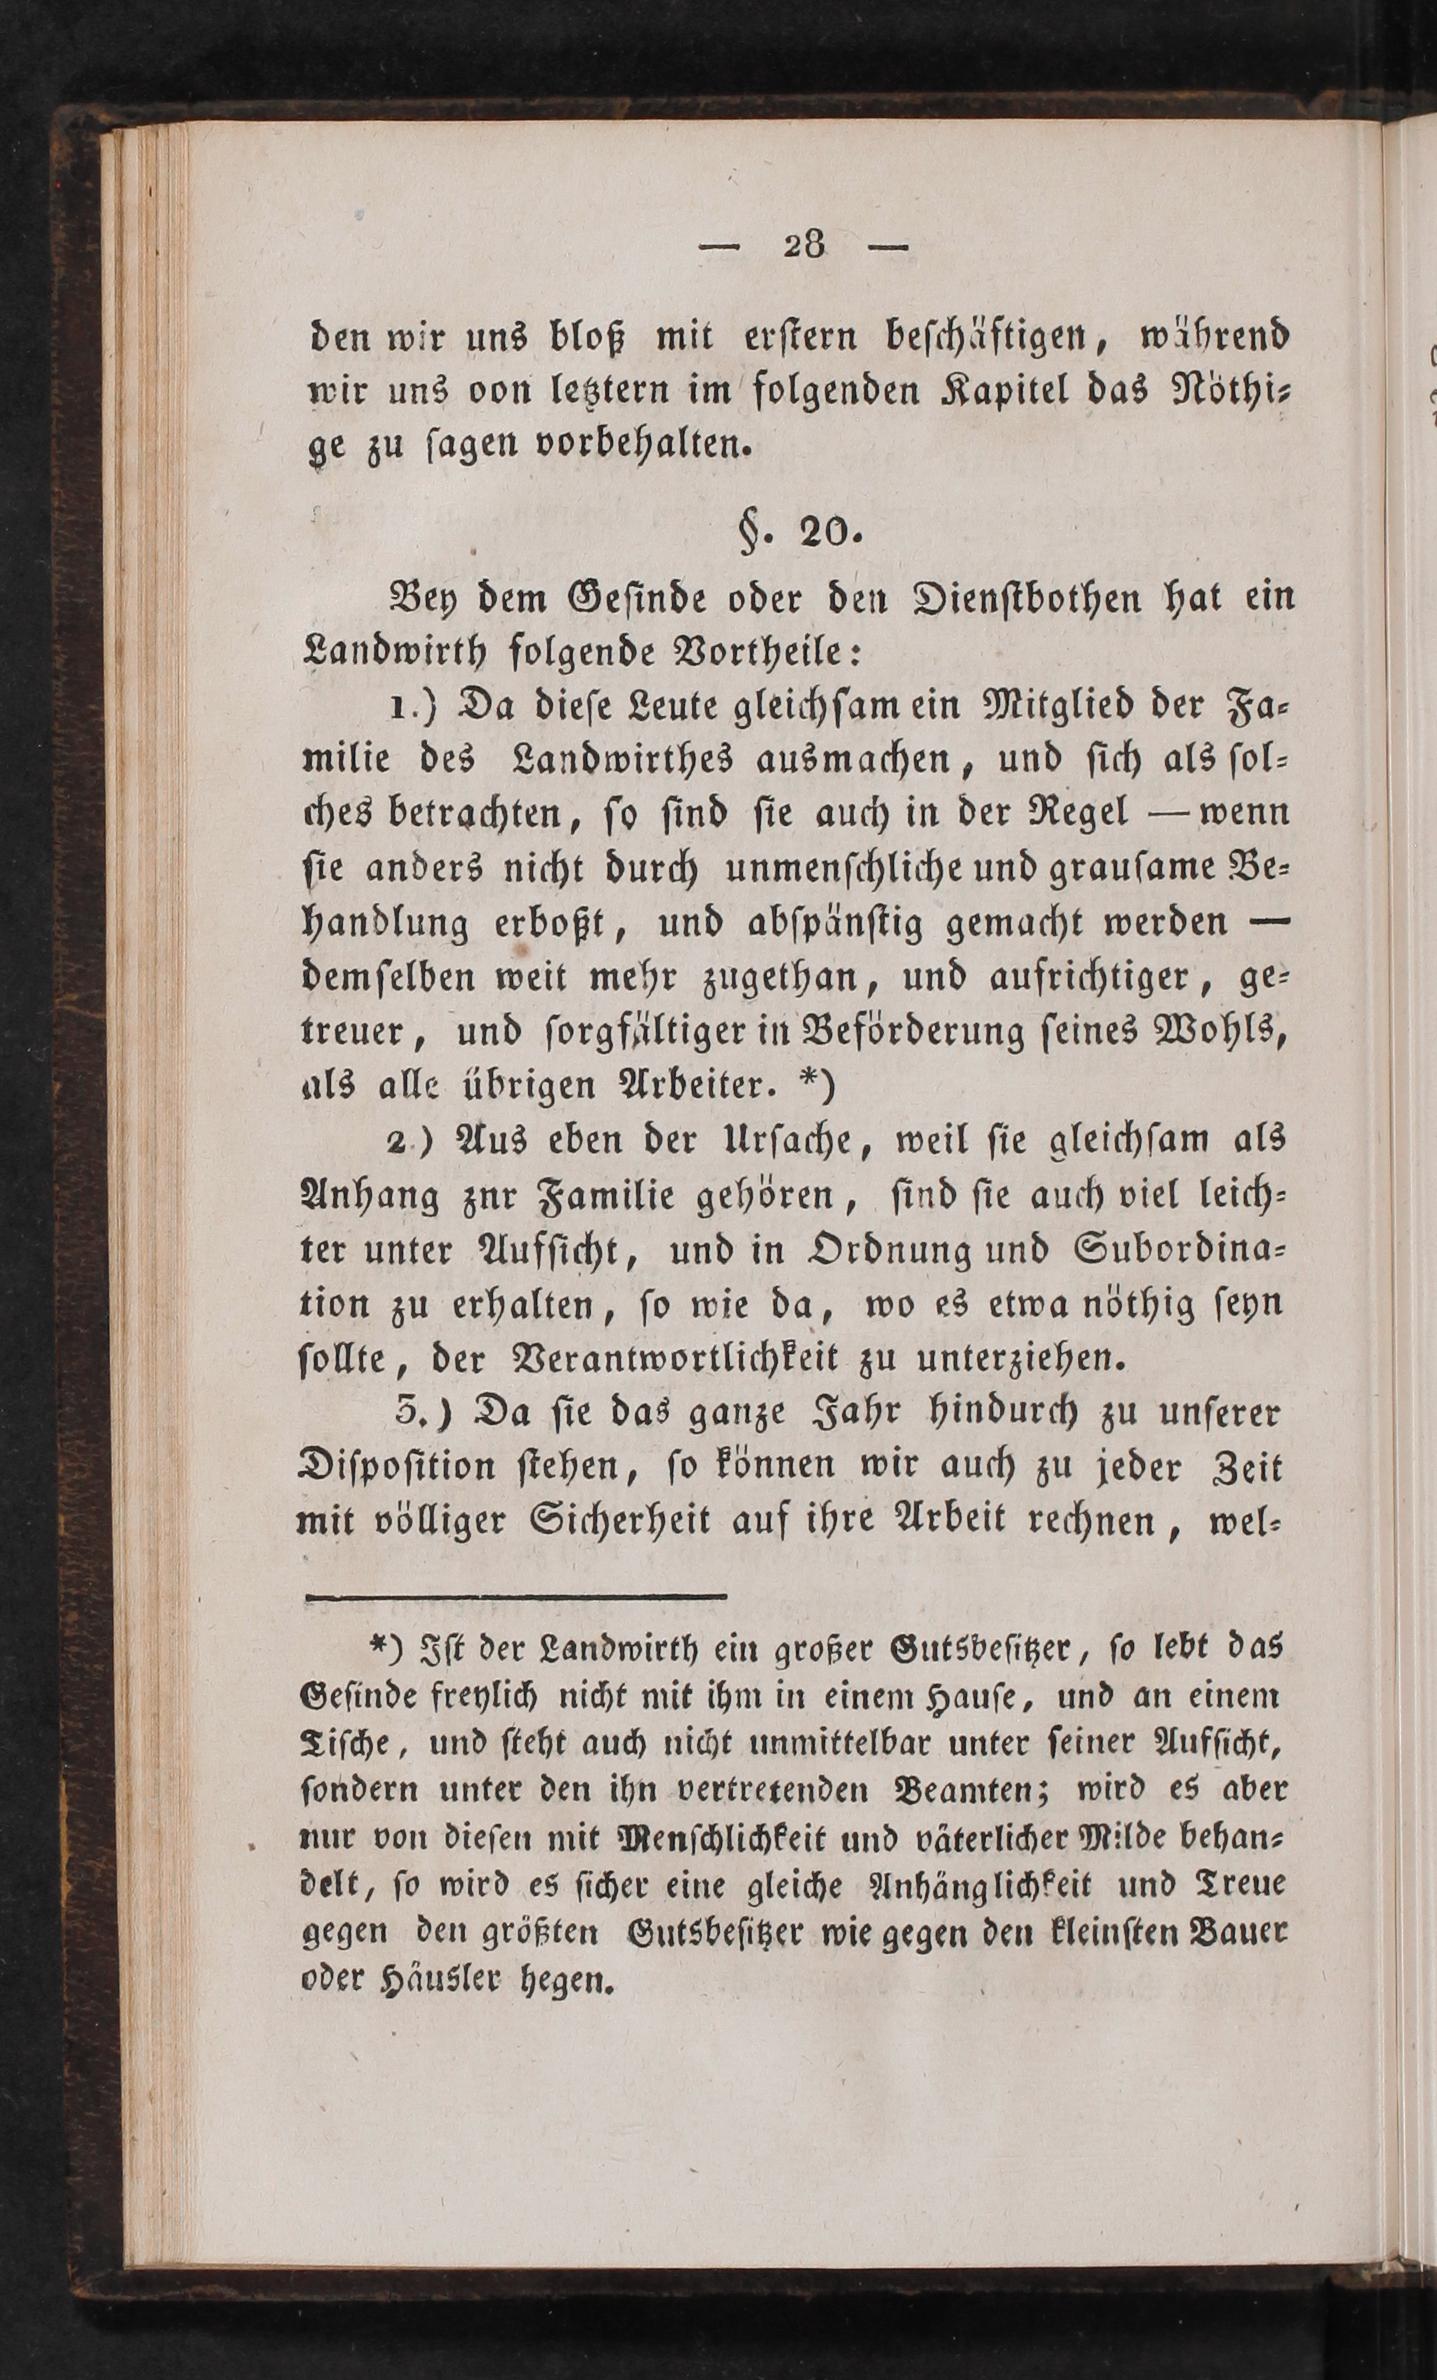 — 28 —
den wir uns bloß mit erstern beschäftigen, während
wir uns oon letztern im folgenden Kapitel das Nöthi-
ge zu sagen vorbehalten.
§. 20.
Bey dem Gesinde oder den Dienstbothen hat ein
Landwirth folgende Vortheile:
1.) Da diese Leute gleichsam ein Mitglied der Fa-
milie des Landwirthes ausmachen, und sich als sol-
ches betrachten, so sind sie auch in der Regel — wenn
sie anders nicht durch unmenschliche und grausame Be-
handlung erboßt, und abspänstig gemacht werden —
demselben weit mehr zugethan, und aufrichtiger, ge-
treuer, und sorgfältiger in Beförderung seines Wohls,
als alle übrigen Arbeiter. *)
2.) Aus eben der Ursache, weil sie gleichsam als
Anhang znr Familie gehören, sind sie auch viel leich-
ter unter Aufsicht, und in Ordnung und Subordina-
tion zu erhalten, so wie da, wo es etwa nöthig seyn
sollte, der Verantwortlichkeit zu unterziehen.
3.) Da sie das ganze Jahr hindurch zu unserer
Disposition stehen, so können wir auch zu jeder Zeit
mit völliger Sicherheit auf ihre Arbeit rechnen, wel-
*) Ist der Landwirth ein großer Gutsbesitzer, so lebt das
Gesinde freylich nicht mit ihm in einem Hause, und an einem
Tische, und steht auch nicht unmittelbar unter seiner Aufsicht,
sondern unter den ihn vertretenden Beamten; wird es aber
nur von diesen mit Menschlichkeit und väterlicher Milde behan-
delt, so wird es sicher eine gleiche Anhänglichkeit und Treue
gegen den größten Gutsbesitzer wie gegen den kleinsten Bauer
oder Häusler hegen.